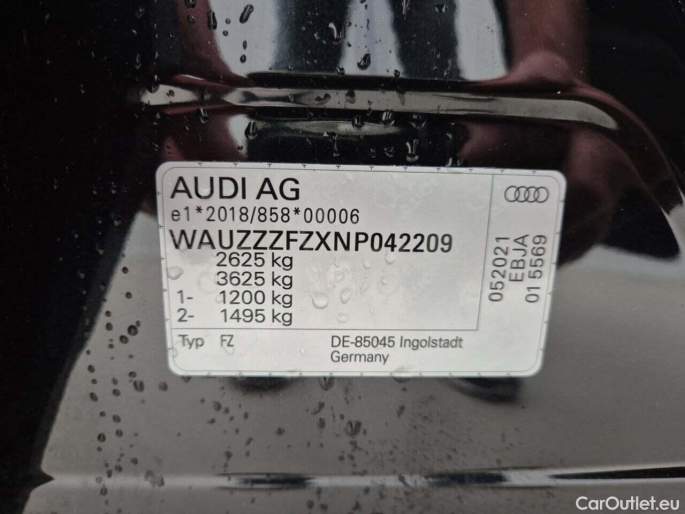 AUDI AG
e1*2018/858*00006
WAUZZZFZXNP042209
2625 kg
3625 kg
1- 1200 kg
2- 1495 kg
Typ FZ
DE-85045 Ingolstadt
Germany
052021
EBJA
01 5569
CarOutlet.eu